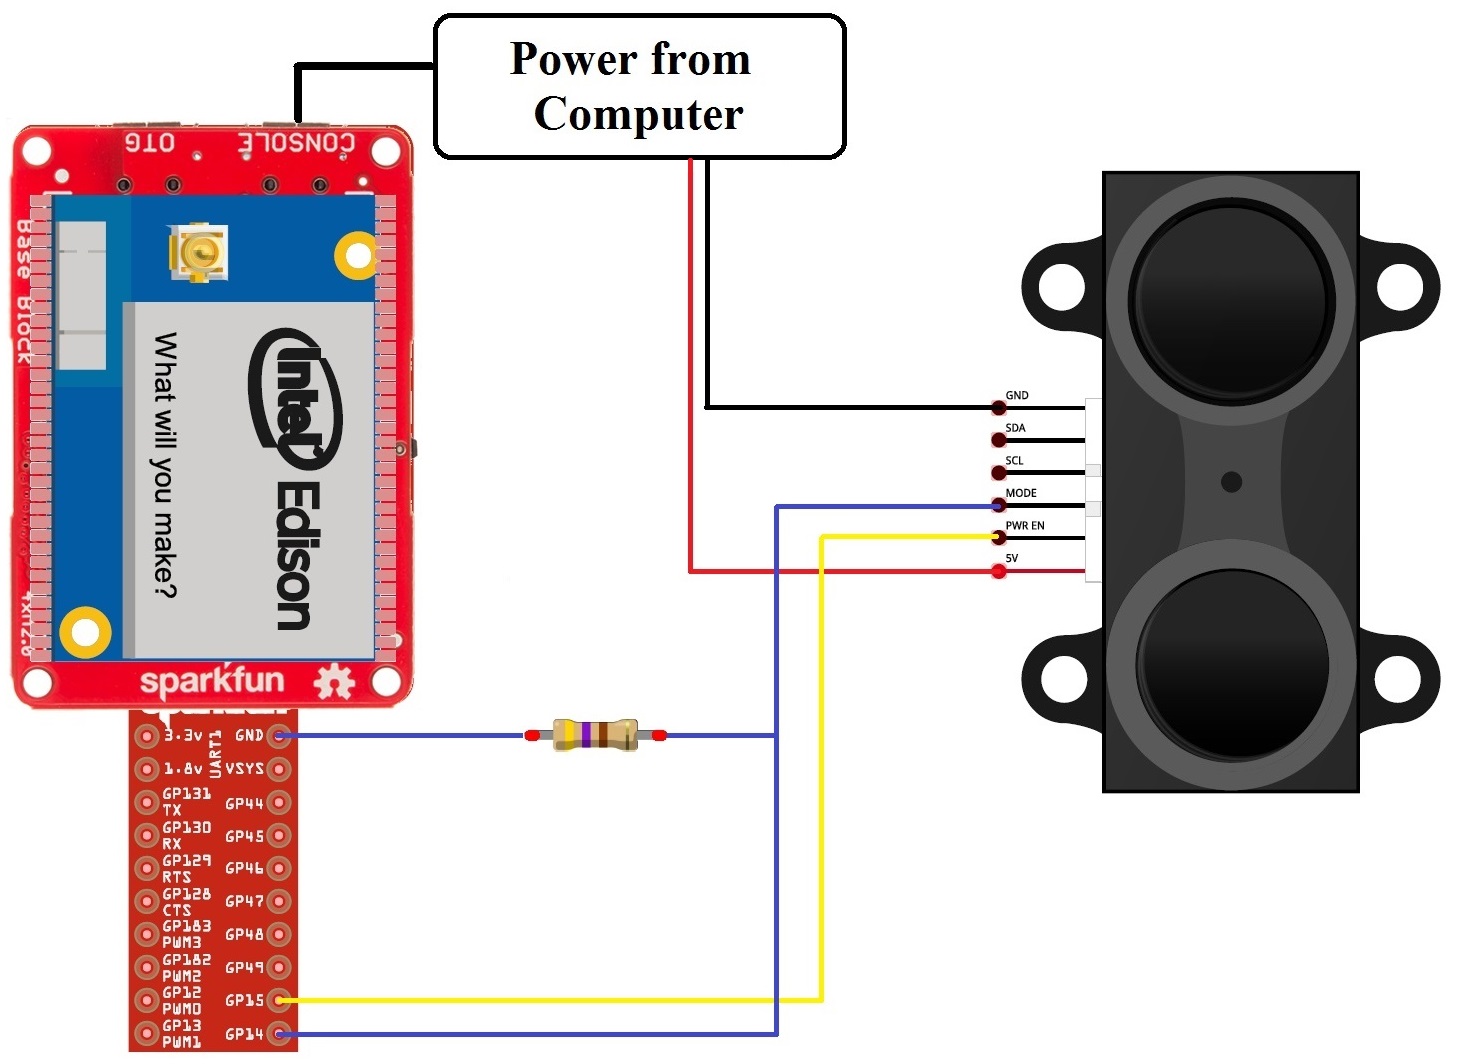 Power from
Computer
OTG
CONSOLE
Base Block
What will you make?
intel Edison
sparkfun
GND
SDA
SCL
MODE
PWR EN
5V
3.3v
GND
UART1
1.8v
VSYS
GP131
TX
GP44
GP130
RX
GP45
GP129
RTS
GP46
GP128
CTS
GP47
GP183
PWM3
GP48
GP182
PWM2
GP49
GP12
PWM0
GP15
GP13
PWM1
GP14